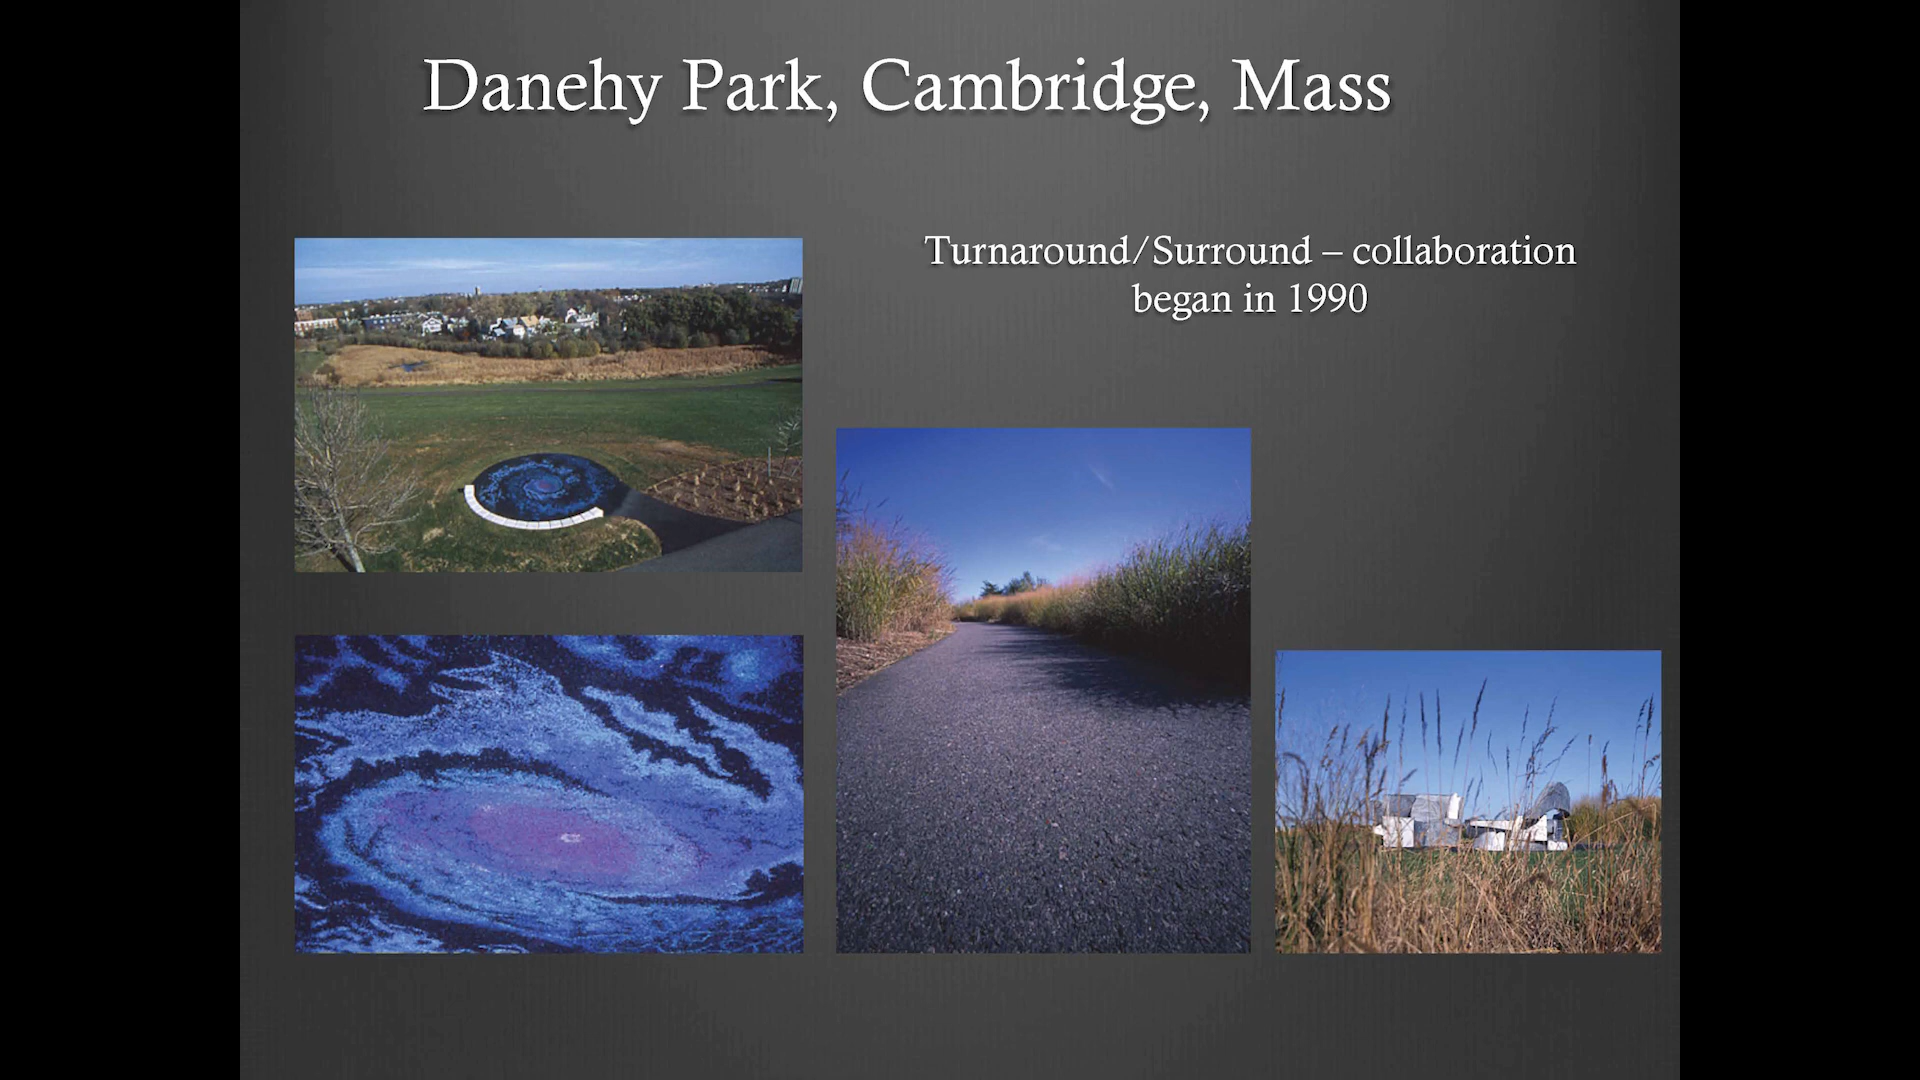 Danehy Park, Cambridge, Mass
Turnaround/Surround – collaboration
began in 1990